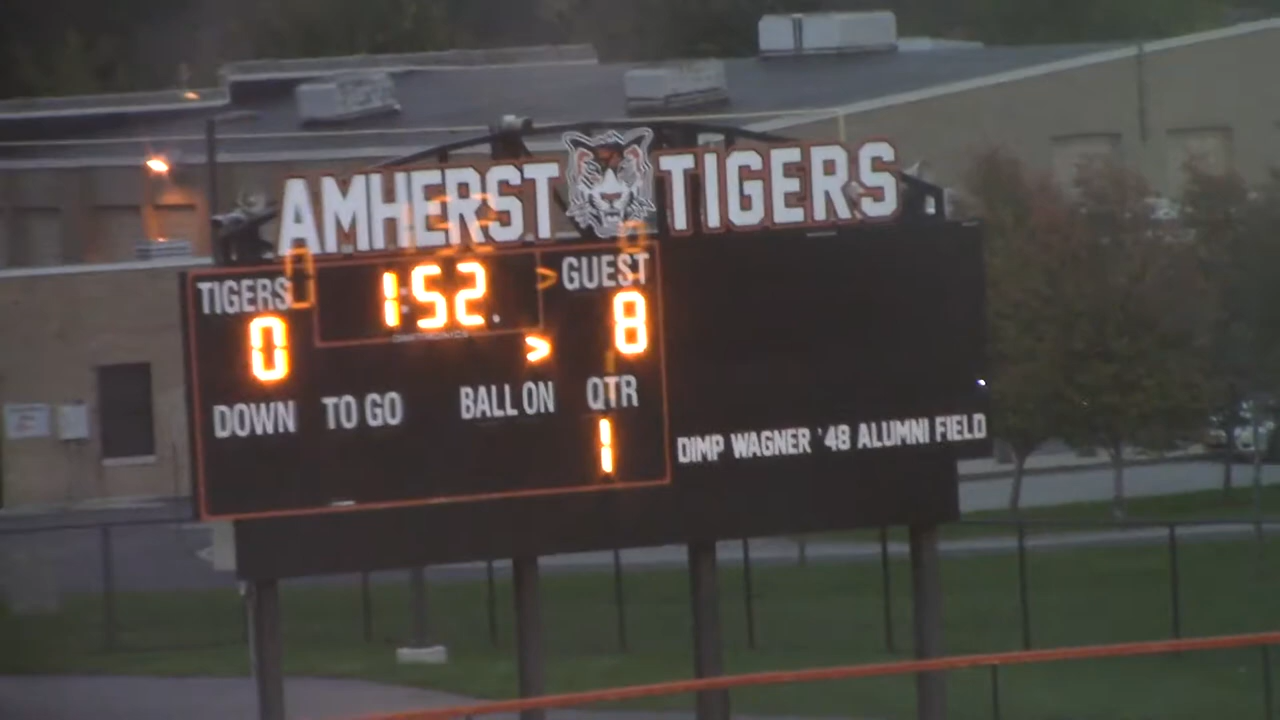 AMHERST TIGERS
TIGERS 1:52 > GUEST
0 > 8
DOWN TO GO BALL ON QTR
1
DIMP WAGNER '48 ALUMNI FIELD